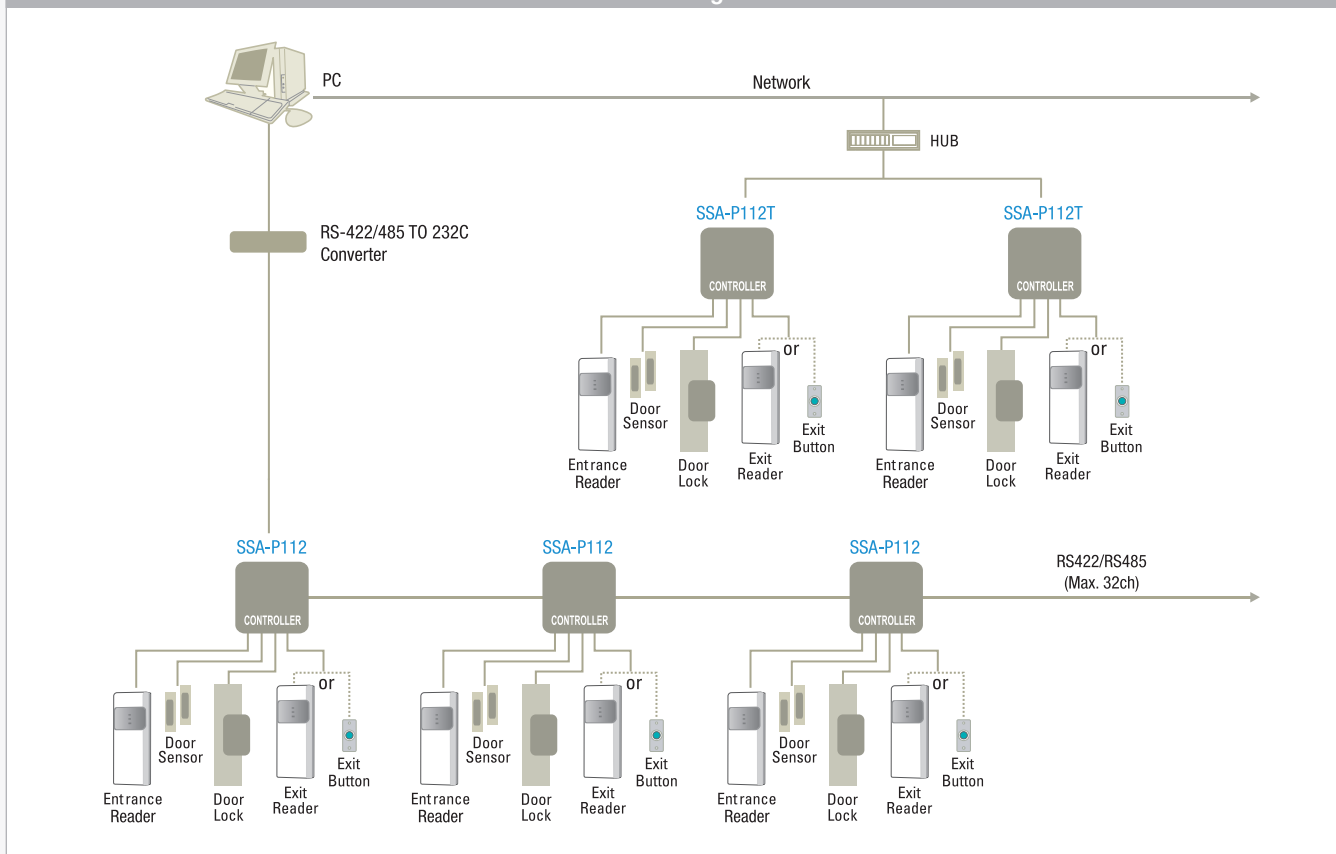 PC
Network
HUB
SSA-P112T
SSA-P112T
RS-422/485 TO 232C
Converter
CONTROLLER
CONTROLLER
or
or
Door
Sensor
Exit
Button
Entrance
Reader
Door
Lock
Exit
Reader
Door
Sensor
Exit
Button
Entrance
Reader
Door
Lock
Exit
Reader
SSA-P112
SSA-P112
SSA-P112
RS422/RS485
(Max. 32ch)
CONTROLLER
CONTROLLER
CONTROLLER
or
or
or
Door
Sensor
Exit
Button
Entrance
Reader
Door
Lock
Exit
Reader
Door
Sensor
Exit
Button
Entrance
Reader
Door
Lock
Exit
Reader
Door
Sensor
Exit
Button
Entrance
Reader
Door
Lock
Exit
Reader